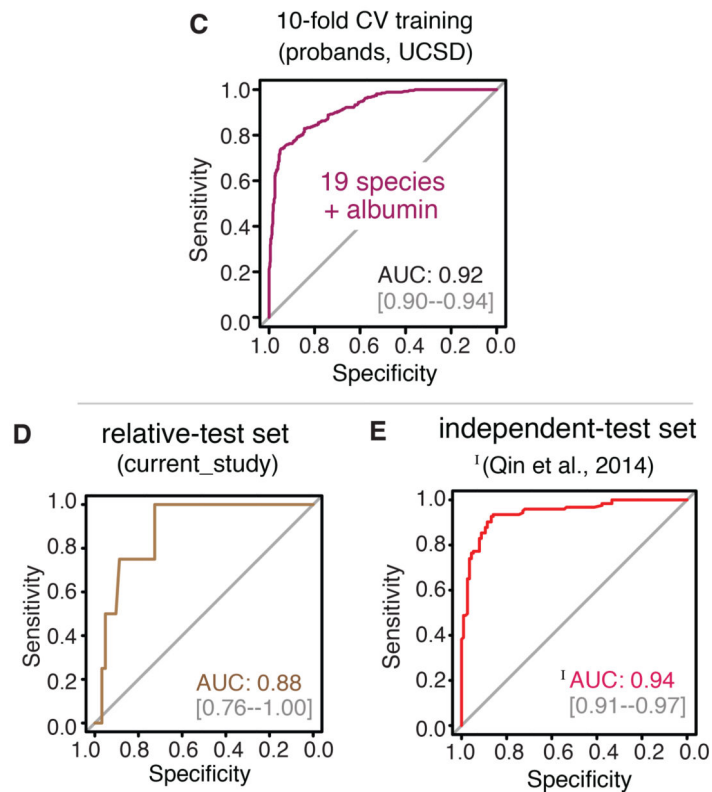 C
10-fold CV training
(probands, UCSD)
1.0
0.8
0.6
0.4
0.2
0.0
Sensitivity
19 species
+ albumin
AUC: 0.92
[0.90--0.94]
1.0 0.8 0.6 0.4 0.2 0.0
Specificity
D
relative-test set
(current_study)
1.0
0.8
0.6
0.4
0.2
0.0
Sensitivity
AUC: 0.88
[0.76--1.00]
1.0 0.8 0.6 0.4 0.2 0.0
Specificity
E
independent-test set
I (Qin et al., 2014)
1.0
0.8
0.6
0.4
0.2
0.0
Sensitivity
I AUC: 0.94
[0.91--0.97]
1.0 0.8 0.6 0.4 0.2 0.0
Specificity